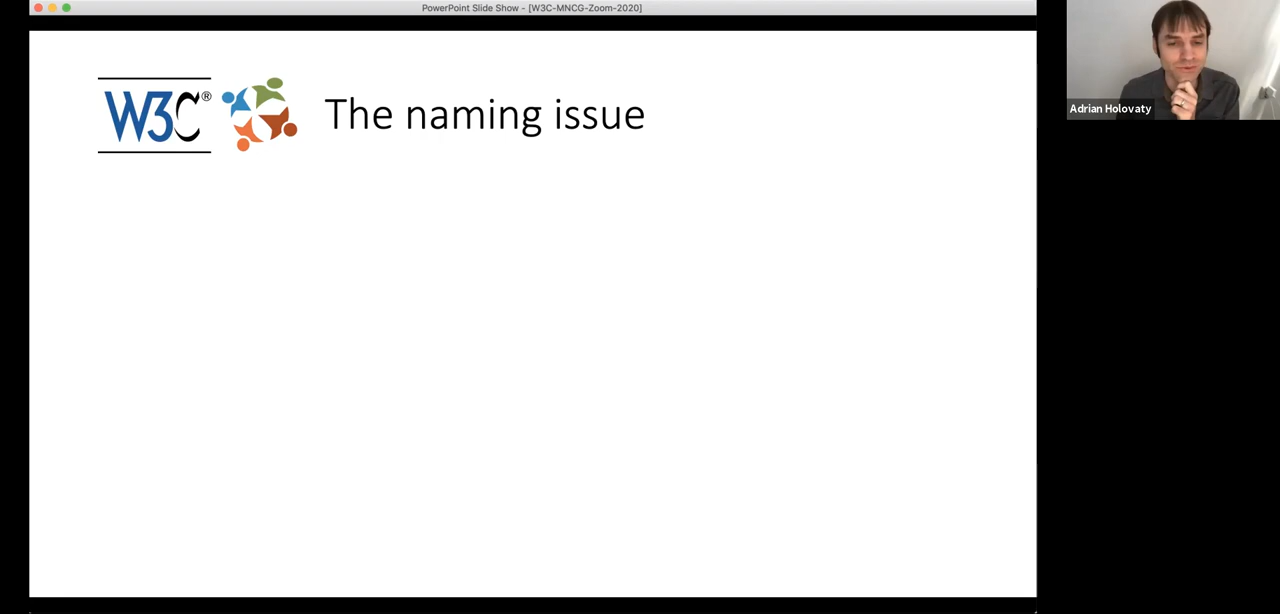 PowerPoint Slide Show - [W3C-MNCG-Zoom-2020]
W3C® The naming issue
Adrian Holovaty